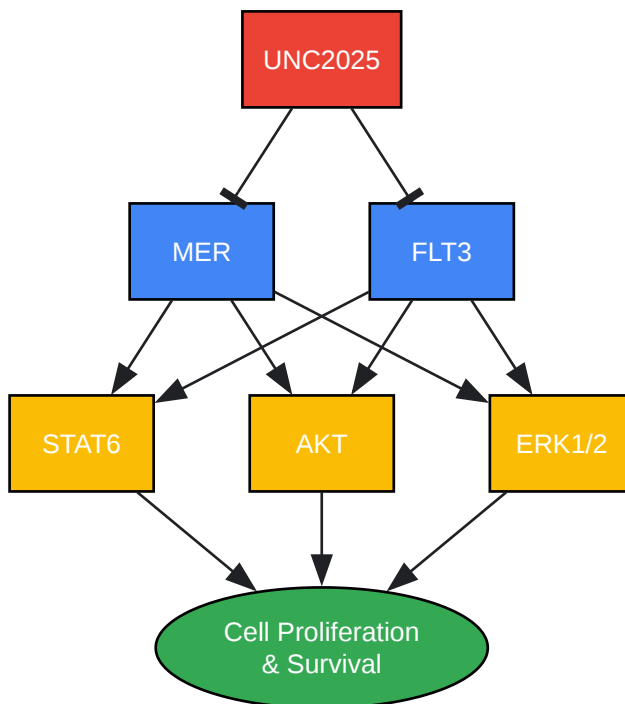 UNC2025
MER
FLT3
STAT6
AKT
ERK1/2
Cell Proliferation
& Survival